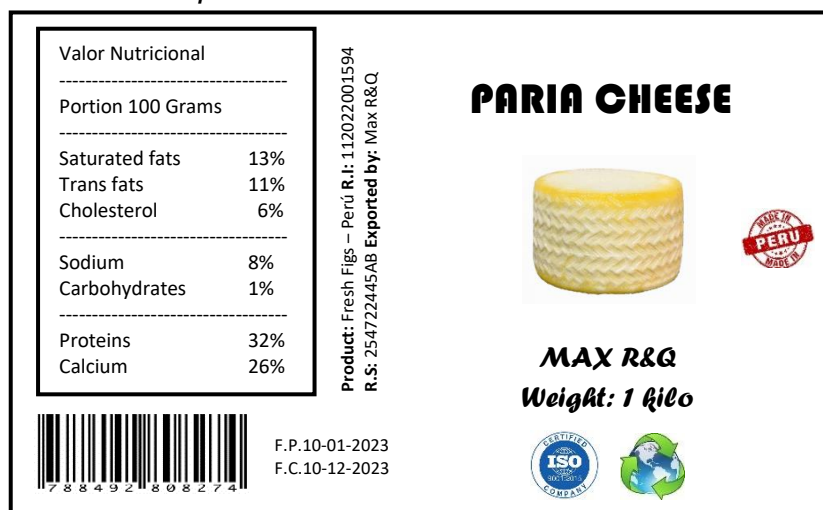 Valor Nutricional
------------------------------------
Portion 100 Grams
------------------------------------
Saturated fats 13%
Trans fats 11%
Cholesterol 6%
------------------------------------
Sodium 8%
Carbohydrates 1%
------------------------------------
Proteins 32%
Calcium 26%
788492 808274
F.P.10-01-2023
F.C.10-12-2023
Product: Fresh Figs – Perú R.I: 112022001594
R.S: 254722445AB Exported by: Max R&Q
PARIA CHEESE
MADE IN
PERU
MADE IN
MAX R&Q
Weight: 1 kilo
CERTIFIED
ISO
9001:2015
COMPANY